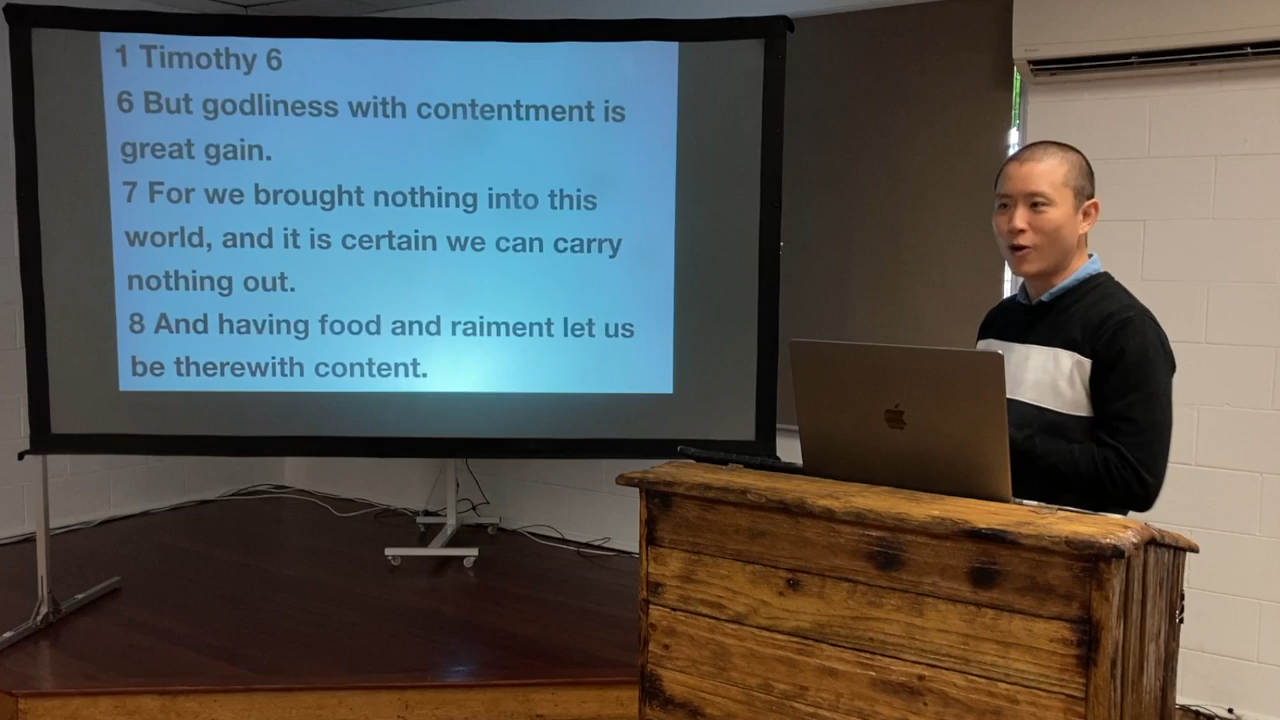 1 Timothy 6
6 But godliness with contentment is
great gain.
7 For we brought nothing into this
world, and it is certain we can carry
nothing out.
8 And having food and raiment let us
be therewith content.